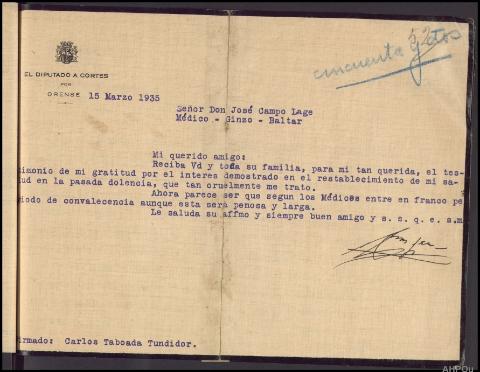 EL DIPUTADO A CORTES
POR
ORENSE
15 Marzo 1935
cincuenta y
Señor Don José Campo Lage
Médico - Ginzo - Baltar
Mi querido amigo:
Reciba Vd y toda su familia, para mi tan querida, el tes-
timonio de mi gratitud por el interes demostrado en el restablecimiento de mi sa-
ud en la pasada dolencia, que tan cruelmente me trato.
Ahora parece ser que segun los Médicos entre en franco pe
iodo de convalecencia aunque esta será penosa y larga.
Le saluda su affmo y siempre buen amigo y s. s. q. e. s.m
irmado: Carlos Taboada Tundidor.
AHPOu